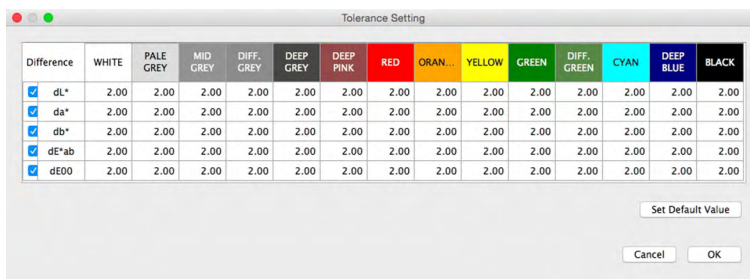 Tolerance Setting
Difference WHITE PALE GREY MID GREY DIFF. GREY DEEP GREY DEEP PINK RED ORAN... YELLOW GREEN DIFF. GREEN CYAN DEEP BLUE BLACK
dL* 2.00 2.00 2.00 2.00 2.00 2.00 2.00 2.00 2.00 2.00 2.00 2.00 2.00 2.00
da* 2.00 2.00 2.00 2.00 2.00 2.00 2.00 2.00 2.00 2.00 2.00 2.00 2.00 2.00
db* 2.00 2.00 2.00 2.00 2.00 2.00 2.00 2.00 2.00 2.00 2.00 2.00 2.00 2.00
dE*ab 2.00 2.00 2.00 2.00 2.00 2.00 2.00 2.00 2.00 2.00 2.00 2.00 2.00 2.00
dE00 2.00 2.00 2.00 2.00 2.00 2.00 2.00 2.00 2.00 2.00 2.00 2.00 2.00 2.00
Set Default Value
Cancel OK